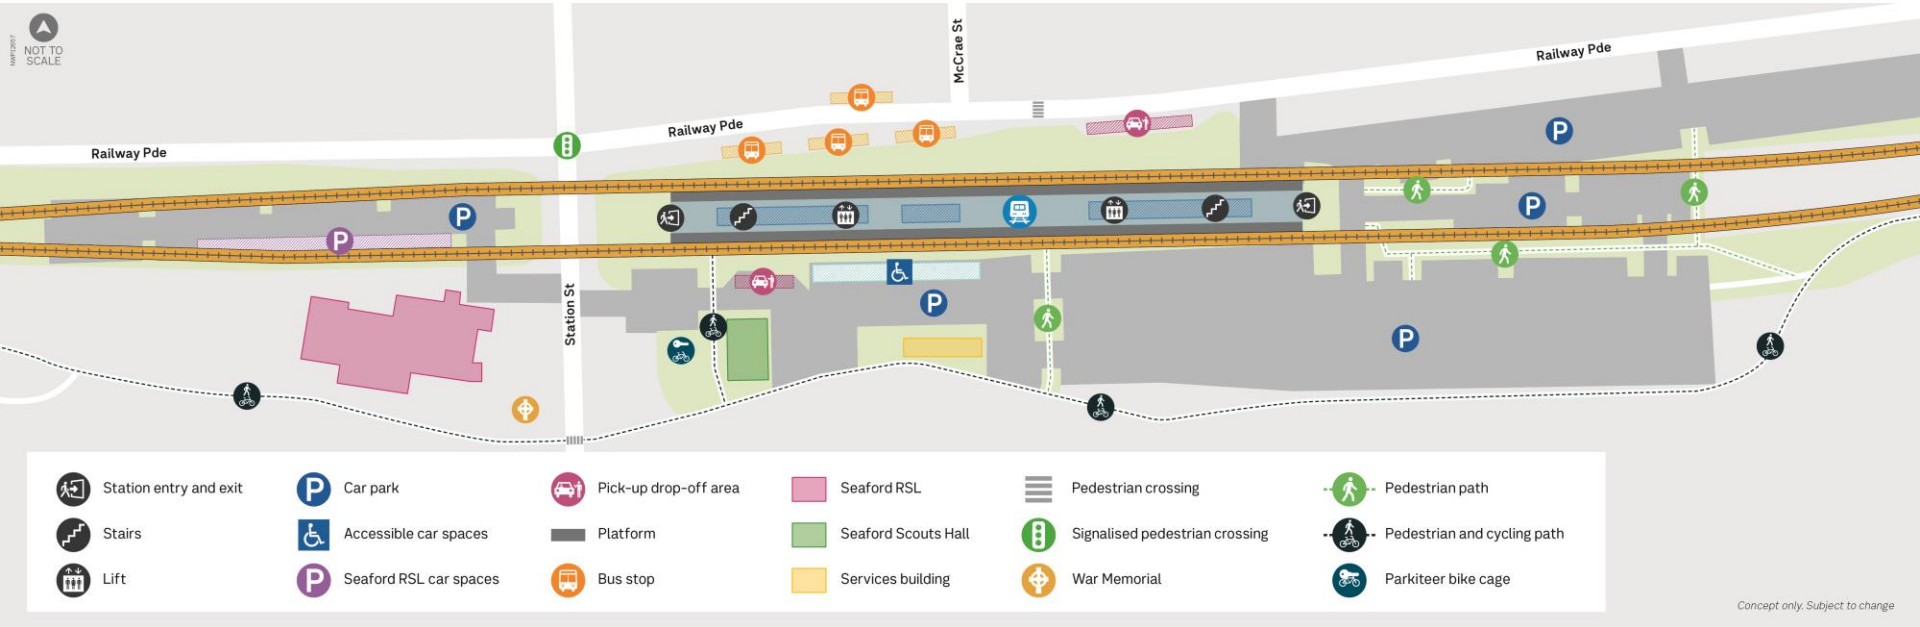 NOT TO
SCALE
McCrae St
Railway Pde
Railway Pde
Railway Pde
P
P
P
P
P
P
Station St
P
Station entry and exit
P Car park
Pick-up drop-off area
Seaford RSL
Pedestrian crossing
Pedestrian path
Stairs
Accessible car spaces
Platform
Seaford Scouts Hall
Signalised pedestrian crossing
Pedestrian and cycling path
Lift
P Seaford RSL car spaces
Bus stop
Services building
War Memorial
Parkiteer bike cage
Concept only. Subject to change